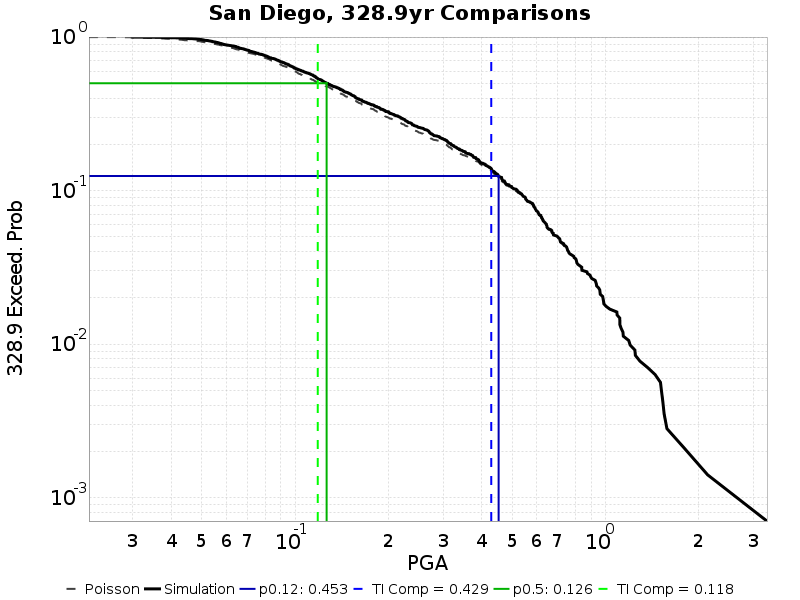 San Diego, 328.9yr Comparisons
328.9 Exceed. Prob
10^0
10^-1
10^-2
10^-3
3 4 5 6 7 10^-1 2 3 4 5 6 7 10^0 2 3
PGA
Poisson Simulation p0.12: 0.453 TI Comp = 0.429 p0.5: 0.126 TI Comp = 0.118